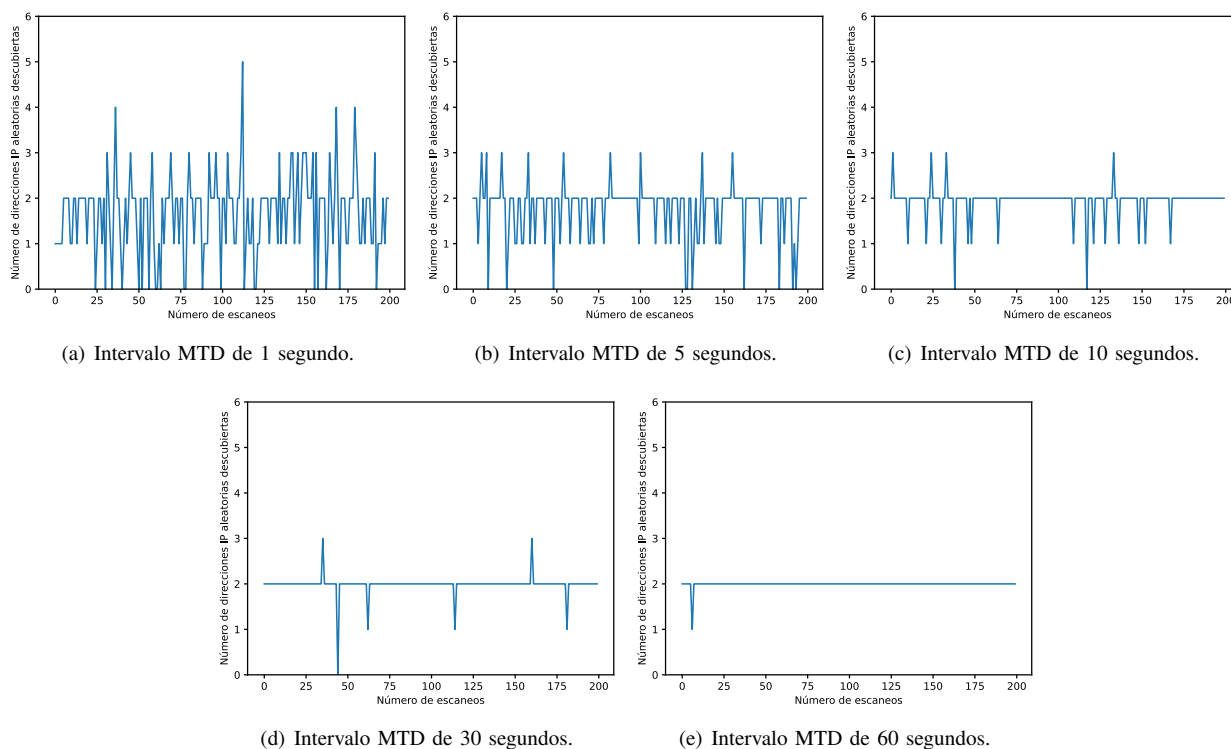 Número de direcciones IP aleatorias descubiertas
6
5
4
3
2
1
0
0 25 50 75 100 125 150 175 200
Número de escaneos
(a) Intervalo MTD de 1 segundo.
Número de direcciones IP aleatorias descubiertas
6
5
4
3
2
1
0
0 25 50 75 100 125 150 175 200
Número de escaneos
(b) Intervalo MTD de 5 segundos.
Número de direcciones IP aleatorias descubiertas
6
5
4
3
2
1
0
0 25 50 75 100 125 150 175 200
Número de escaneos
(c) Intervalo MTD de 10 segundos.
Número de direcciones IP aleatorias descubiertas
6
5
4
3
2
1
0
0 25 50 75 100 125 150 175 200
Número de escaneos
(d) Intervalo MTD de 30 segundos.
Número de direcciones IP aleatorias descubiertas
6
5
4
3
2
1
0
0 25 50 75 100 125 150 175 200
Número de escaneos
(e) Intervalo MTD de 60 segundos.